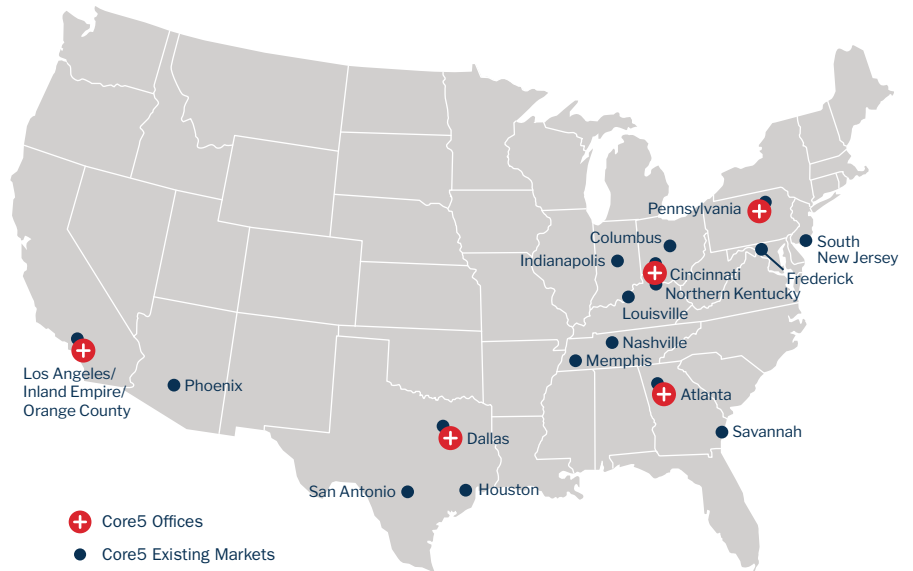 Pennsylvania
Columbus
South
New Jersey
Indianapolis
Cincinnati
Frederick
Northern Kentucky
Louisville
Nashville
Memphis
Los Angeles/
Inland Empire/
Orange County
Phoenix
Atlanta
Savannah
Dallas
San Antonio
Houston
Core5 Offices
Core5 Existing Markets